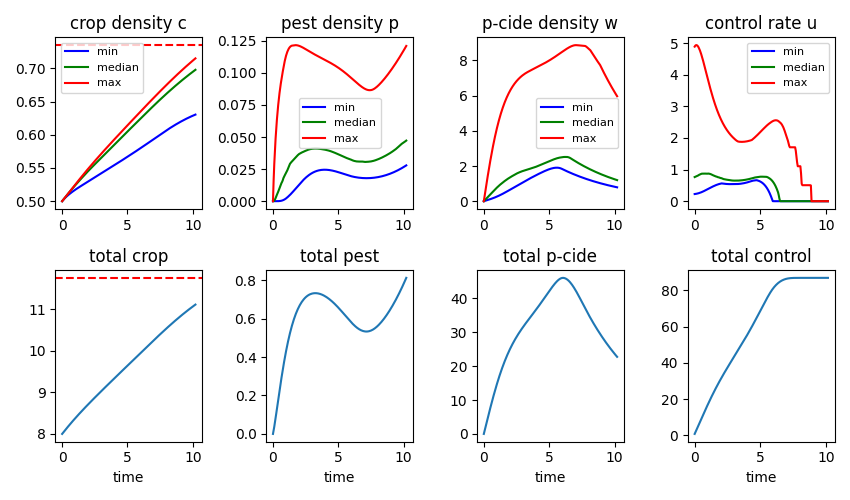 crop density c
pest density p
p-cide density w
control rate u
min
median
max
0.70
0.65
0.60
0.55
0.50
0 5 10
min
median
max
0.125
0.100
0.075
0.050
0.025
0.000
0 5 10
min
median
max
8
6
4
2
0
0 5 10
min
median
max
5
4
3
2
1
0
0 5 10
total crop
total pest
total p-cide
total control
11
10
9
8
0 5 10
time
0.8
0.6
0.4
0.2
0.0
0 5 10
time
40
30
20
10
0
0 5 10
time
80
60
40
20
0
0 5 10
time